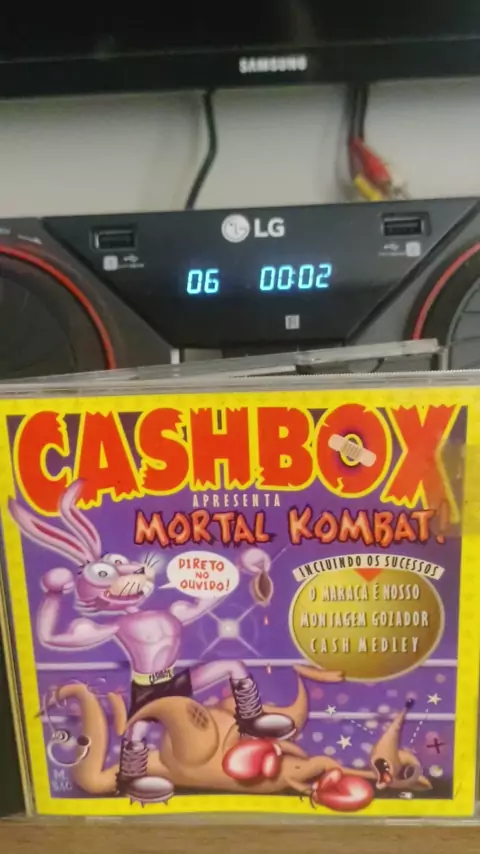 SAMSUNG
LG
06 00:02
CASHBOX
APRESENTA
MORTAL KOMBAT!
DIRETO
NO
OUVIDO!
INCLUINDO OS SUCESSOS
O MARACA É NOSSO
MONTAGEM GOZADOR
CASH MEDLEY